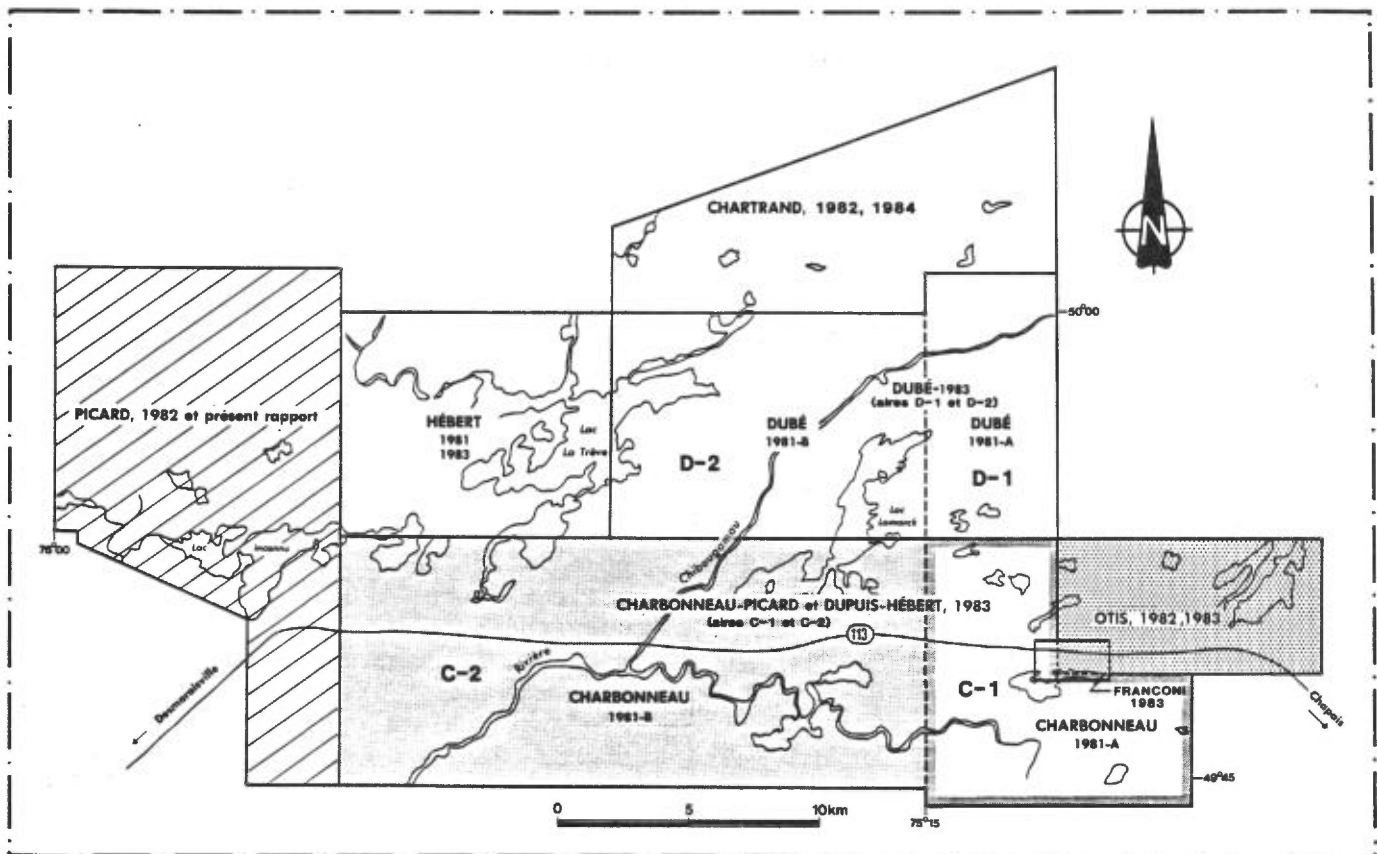 CHARTRAND, 1982, 1984
N
50°00
PICARD, 1982 et présent rapport
HÉBERT
1981
1983
Lac
La Trève
D-2
DUBÉ
1981-B
DUBÉ-1983
(aires D-1 et D-2)
DUBÉ
1981-A
D-1
Lac
Lamarck
76°00
Lac
Inconnu
Chibougamau
CHARBONNEAU-PICARD et DUPUIS-HÉBERT, 1983
(aires C-1 et C-2)
OTIS, 1982, 1983
113
C-2
Rivière
CHARBONNEAU
1981-B
C-1
FRANCONI
1983
CHARBONNEAU
1981-A
Desmaraisville
Chapais
49°45
0 5 10km
75°15